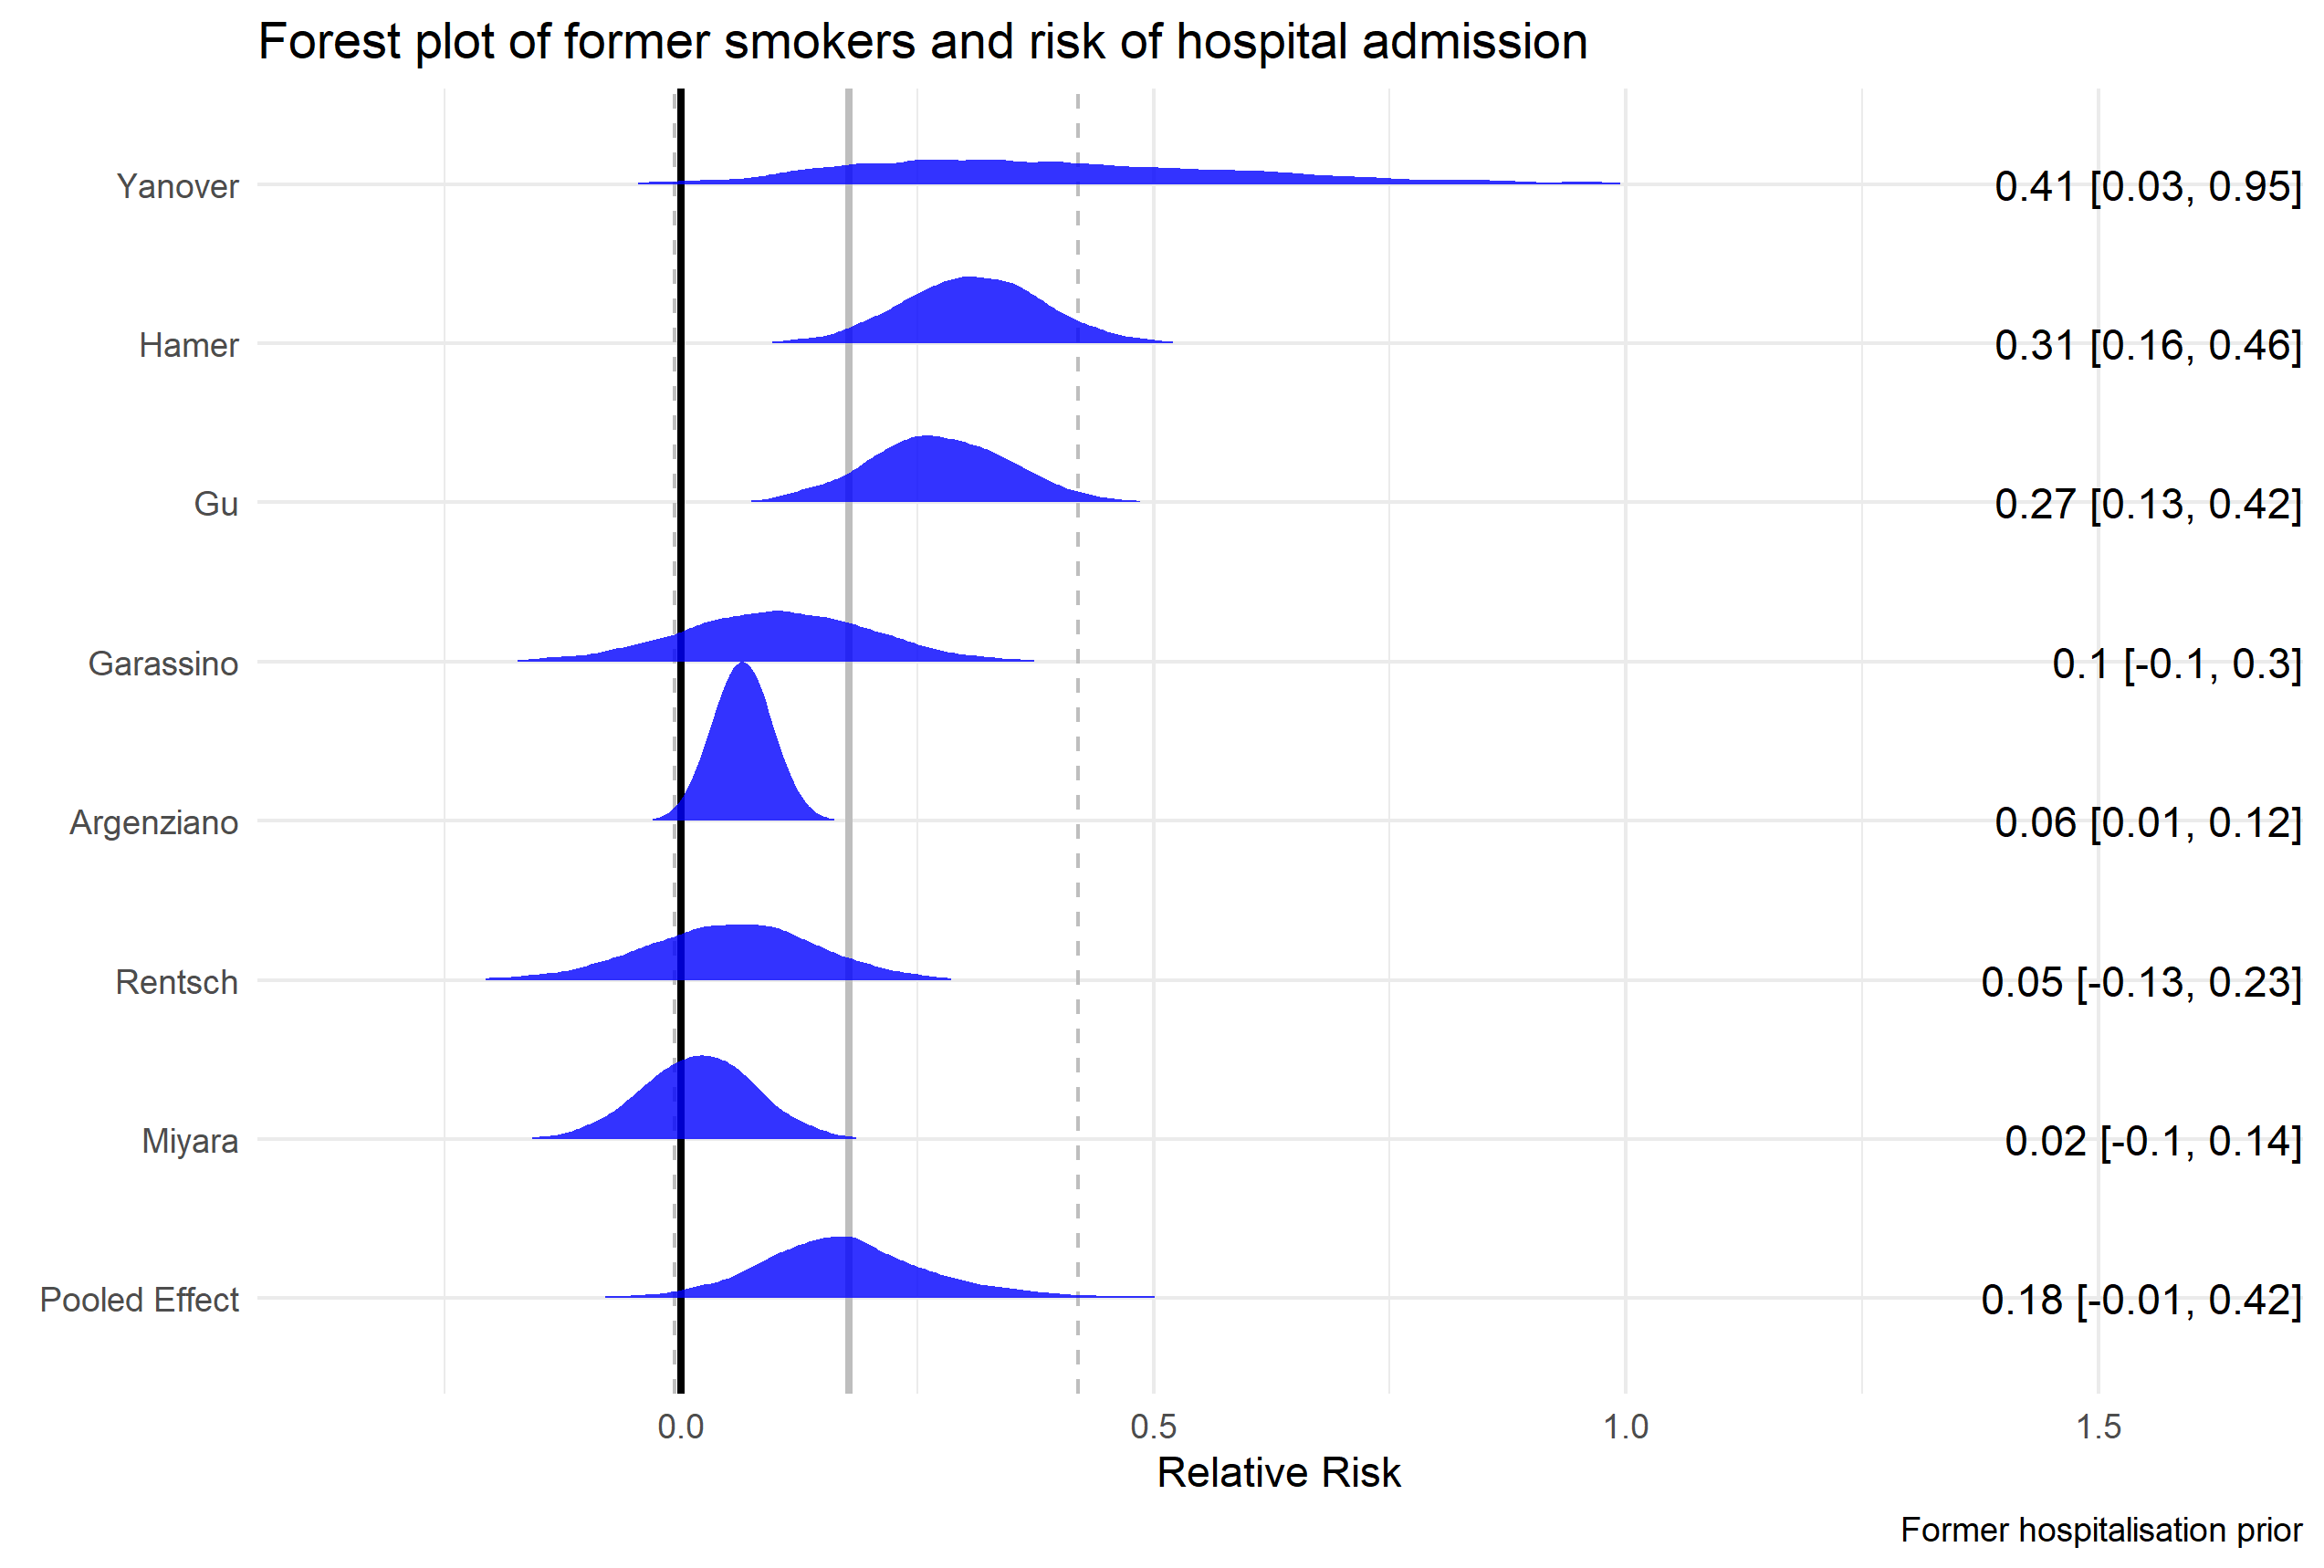 Forest plot of former smokers and risk of hospital admission
Yanover 0.41 [0.03, 0.95]
Hamer 0.31 [0.16, 0.46]
Gu 0.27 [0.13, 0.42]
Garassino 0.1 [-0.1, 0.3]
Argenziano 0.06 [0.01, 0.12]
Rentsch 0.05 [-0.13, 0.23]
Miyara 0.02 [-0.1, 0.14]
Pooled Effect 0.18 [-0.01, 0.42]
0.0 0.5 1.0 1.5
Relative Risk
Former hospitalisation prior